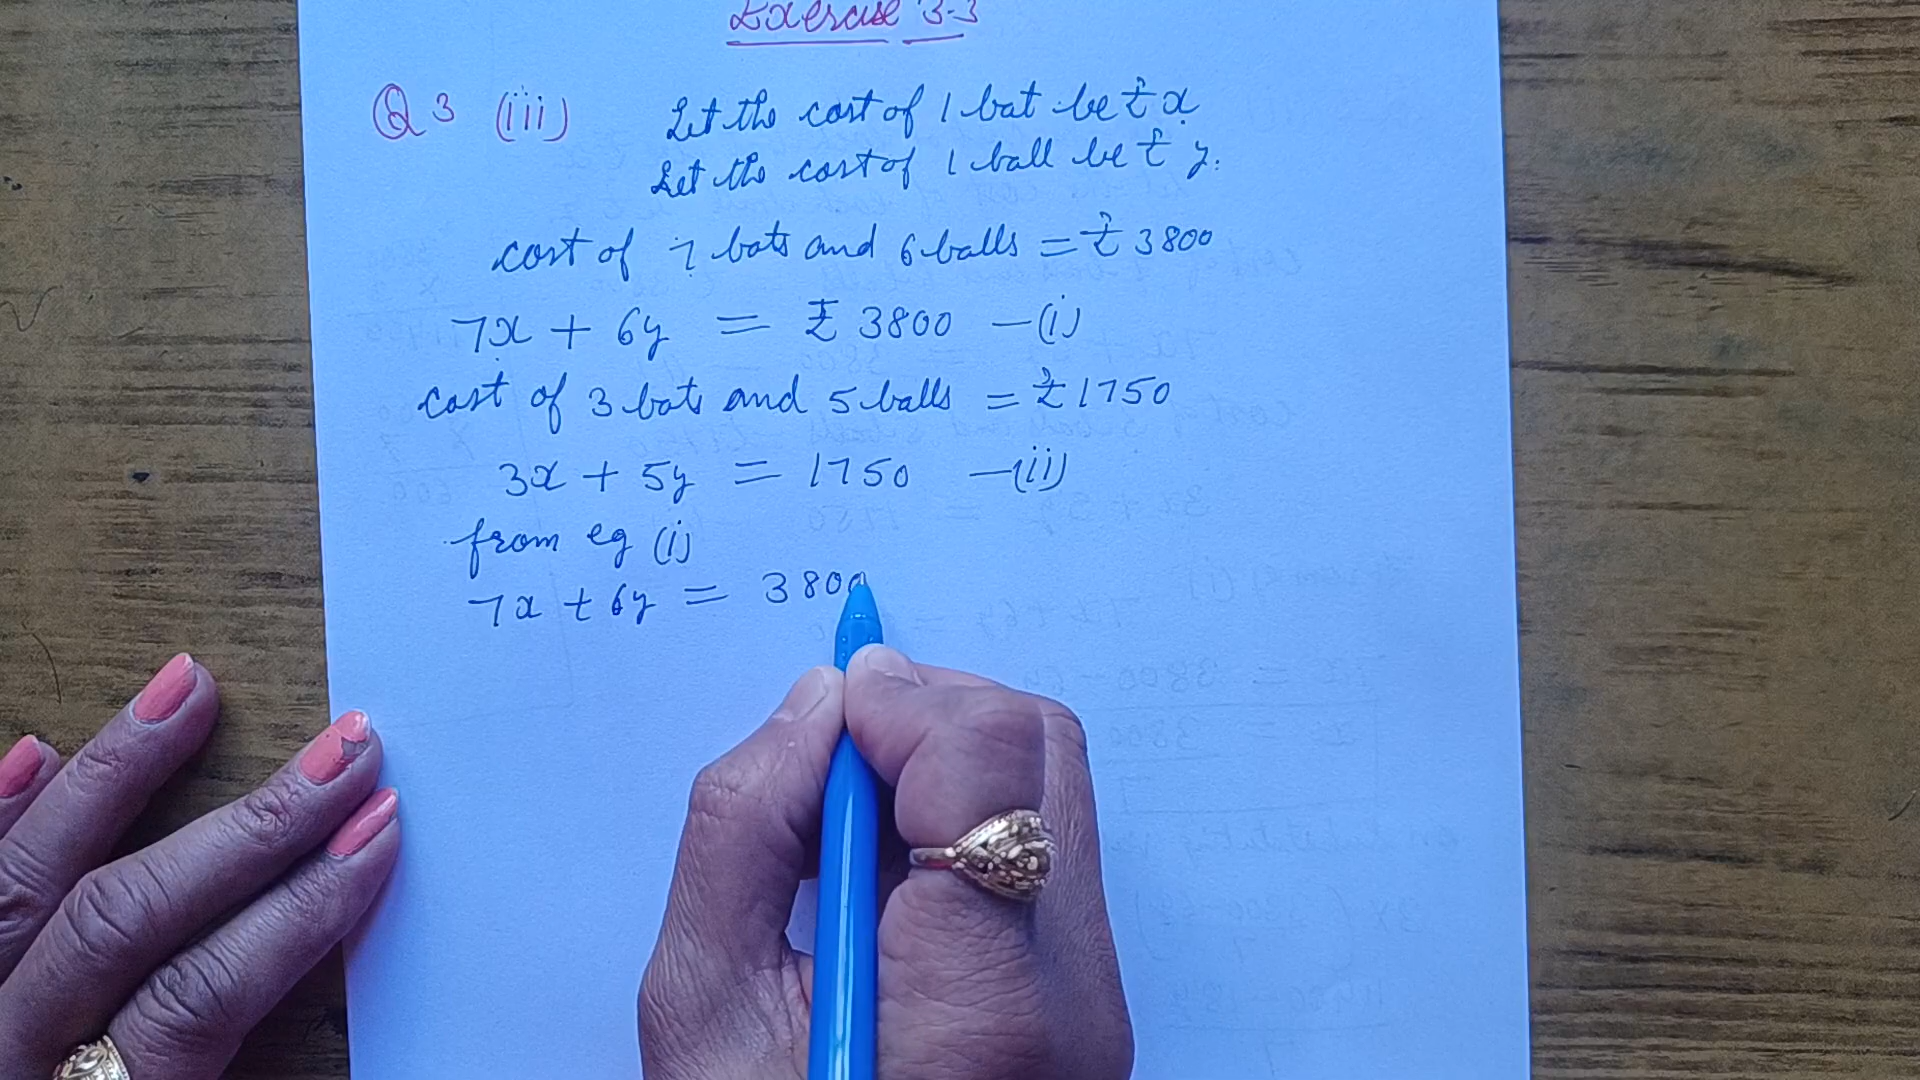 Exercise 3.3
Q 3 (iii) Let the cost of 1 bat be ₹ x
Let the cost of 1 ball be ₹ y.
cost of 7 bats and 6 balls = ₹ 3800
7x + 6y = ₹ 3800 —(i)
cost of 3 bats and 5 balls = ₹ 1750
3x + 5y = 1750 —(ii)
from eq (i)
7x + 6y = 3800